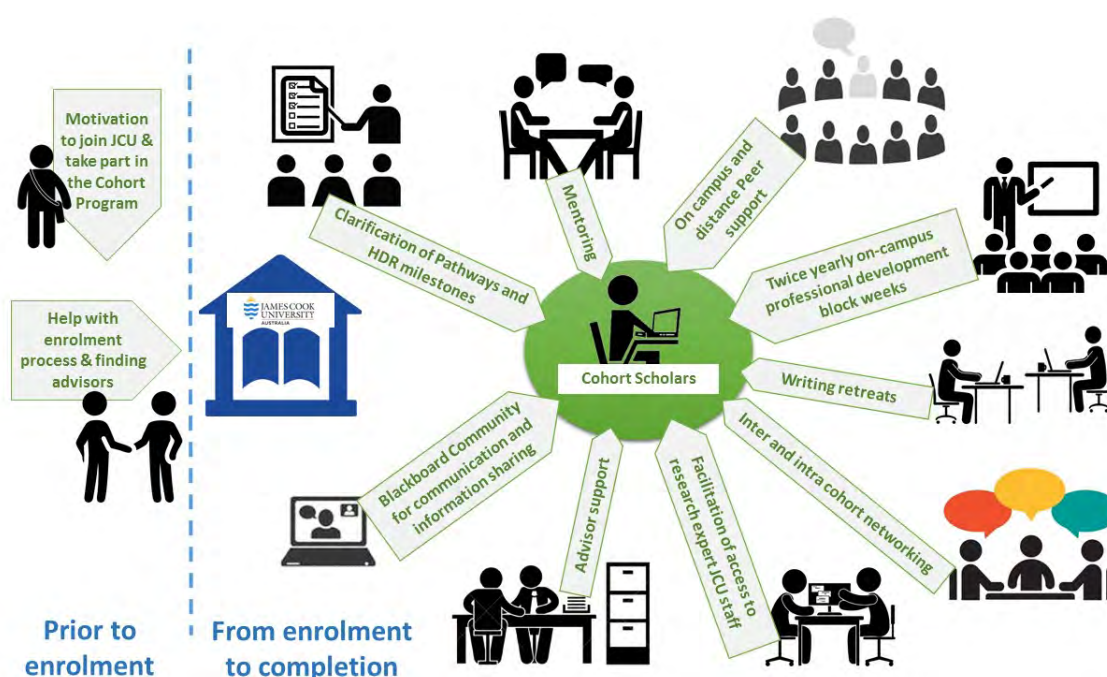 Motivation
to join JCU &
take part in
the Cohort
Program
Help with
enrolment
process & finding
advisors
Prior to
enrolment
JAMES COOK
UNIVERSITY
AUSTRALIA
Clarification of Pathways and
HDR milestones
Mentoring
On campus and
distance Peer
support
Twice yearly on-campus
professional development
block weeks
Writing retreats
Inter and intra cohort networking
Facilitation of access to
research expert JCU staff
Advisor support
Blackboard Community
for communication and
information sharing
Cohort Scholars
From enrolment
to completion